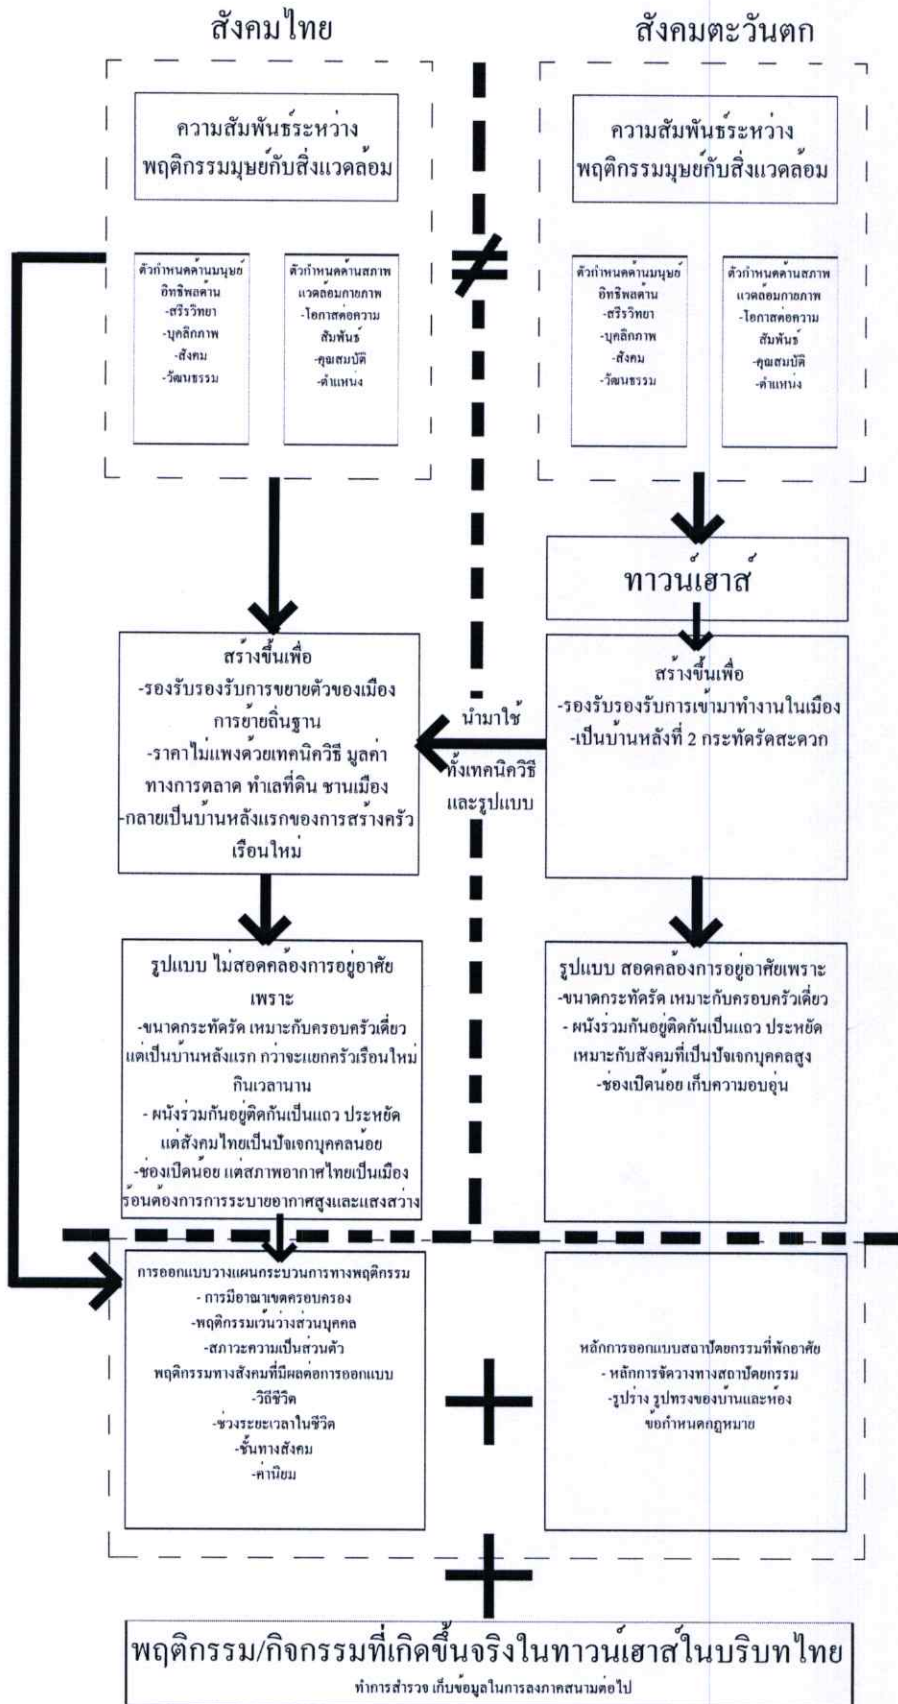 สังคมไทย
สังคมตะวันตก
ความสัมพันธ์ระหว่าง
พฤติกรรมมุษย์กับสิ่งแวดล้อม
ความสัมพันธ์ระหว่าง
พฤติกรรมมุษย์กับสิ่งแวดล้อม
ตัวกำหนดด้านมนุษย์
อิทธิพลด้าน
-สรีรวิทยา
-บุคลิกภาพ
-สังคม
-วัฒนธรรม
ตัวกำหนดด้านสภาพ
แวดล้อมกายภาพ
-โอกาสต่อความ
สัมพันธ์
-คุณสมบัติ
-ตำแหน่ง
≠
ตัวกำหนดด้านมนุษย์
อิทธิพลด้าน
-สรีรวิทยา
-บุคลิกภาพ
-สังคม
-วัฒนธรรม
ตัวกำหนดด้านสภาพ
แวดล้อมกายภาพ
-โอกาสต่อความ
สัมพันธ์
-คุณสมบัติ
-ตำแหน่ง
ทาวน์เฮาส์
สร้างขึ้นเพื่อ
-รองรับรองรับการขยายตัวของเมือง
การย้ายถิ่นฐาน
-ราคาไม่แพงด้วยเทคนิควิธี มูลค่า
ทางการตลาด ทำเลที่ดิน ชานเมือง
-กลายเป็นบ้านหลังแรกของการสร้างครัว
เรือนใหม่
นำมาใช้
ทั้งเทคนิควิธี
และรูปแบบ
สร้างขึ้นเพื่อ
-รองรับรองรับการเข้ามาทำงานในเมือง
-เป็นบ้านหลังที่ 2 กระทัดรัดสะดวก
รูปแบบ ไม่สอดคล้องการอยู่อาศัย
เพราะ
-ขนาดกระทัดรัด เหมาะกับครอบครัวเดี่ยว
แต่เป็นบ้านหลังแรก กว่าจะแยกครัวเรือนใหม่
กินเวลานาน
- ผนังร่วมกันอยู่ติดกันเป็นแถว ประหยัด
แต่สังคมไทยเป็นปัจเจกบุคคลน้อย
-ช่องเปิดน้อย แต่สภาพอากาศไทยเป็นเมือง
ร้อนต้องการการระบายอากาศสูงและแสงสว่าง
รูปแบบ สอดคล้องการอยู่อาศัยเพราะ
-ขนาดกระทัดรัด เหมาะกับครอบครัวเดี่ยว
- ผนังร่วมกันอยู่ติดกันเป็นแถว ประหยัด
เหมาะกับสังคมที่เป็นปัจเจกบุคคลสูง
-ช่องเปิดน้อย เก็บความอบอุ่น
การออกแบบวางแผนกระบวนการทางพฤติกรรม
- การมีอาณาเขตครอบครอง
-พฤติกรรมเว้นว่างส่วนบุคคล
-สภาวะความเป็นส่วนตัว
พฤติกรรมทางสังคมที่มีผลต่อการออกแบบ
-วิถีชีวิต
-ช่วงระยะเวลาในชีวิต
-ชั้นทางสังคม
-ค่านิยม
+
หลักการออกแบบสถาปัตยกรรมที่พักอาศัย
- หลักการจัดวางทางสถาปัตยกรรม
-รูปร่าง รูปทรงของบ้านและห้อง
ข้อกำหนดกฎหมาย
+
พฤติกรรม/กิจกรรมที่เกิดขึ้นจริงในทาวน์เฮาส์ในบริบทไทย
ทำการสำรวจ เก็บข้อมูลในการลงภาคสนามต่อไป